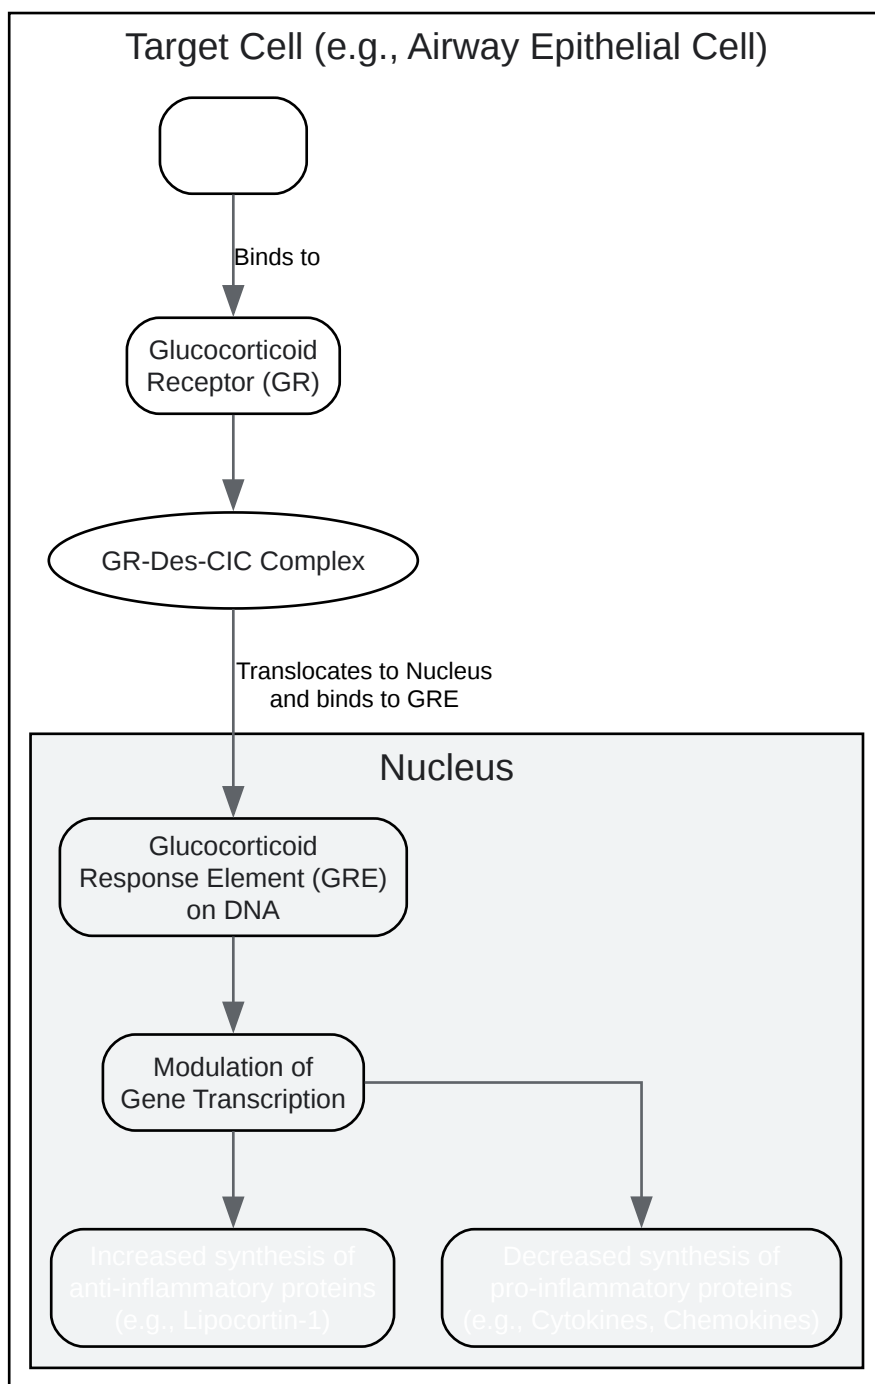 Target Cell (e.g., Airway Epithelial Cell)
Binds to
Glucocorticoid
Receptor (GR)
GR-Des-CIC Complex
Translocates to Nucleus
and binds to GRE
Nucleus
Glucocorticoid
Response Element (GRE)
on DNA
Modulation of
Gene Transcription
Increased synthesis of
anti-inflammatory proteins
(e.g., Lipocortin-1)
Decreased synthesis of
pro-inflammatory proteins
(e.g., Cytokines, Chemokines)